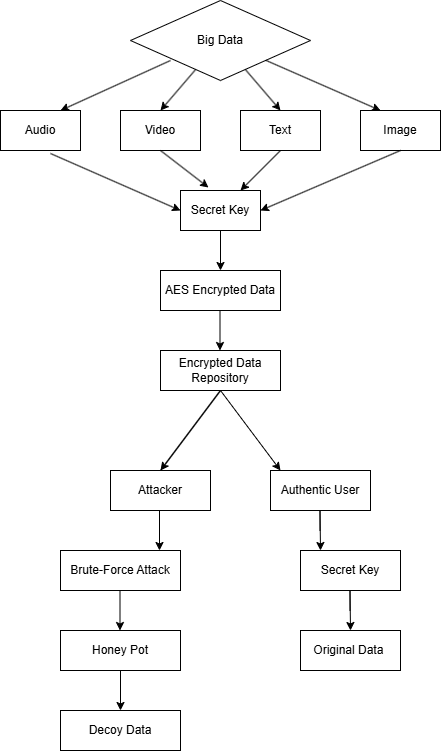 Big Data
Audio
Video
Text
Image
Secret Key
AES Encrypted Data
Encrypted Data
Repository
Attacker
Authentic User
Brute-Force Attack
Secret Key
Honey Pot
Original Data
Decoy Data